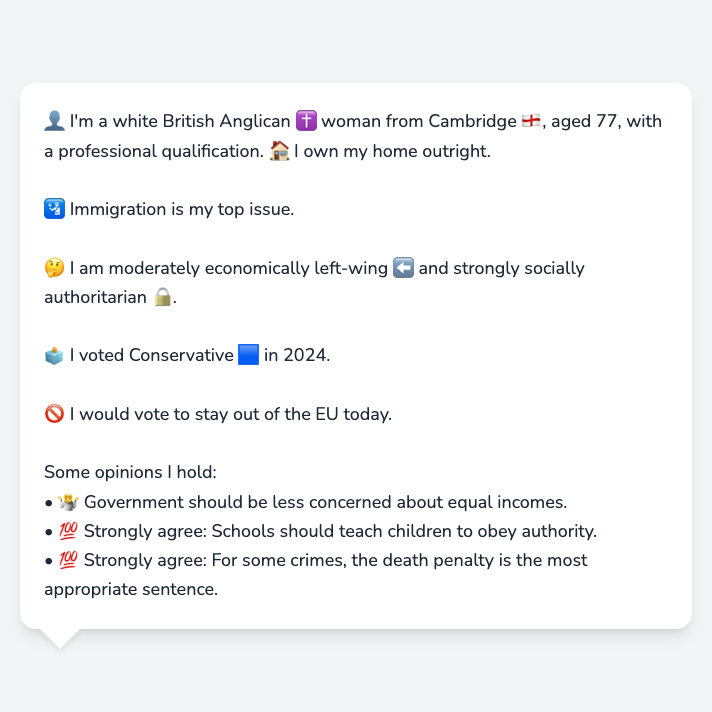 👤 I'm a white British Anglican ✝️ woman from Cambridge 🏴󠁧󠁢󠁥󠁮󠁧󠁿, aged 77, with
a professional qualification. 🏠 I own my home outright.
🛂 Immigration is my top issue.
🤔 I am moderately economically left-wing ⬅️ and strongly socially
authoritarian 🔒.
🗳️ I voted Conservative 🟦 in 2024.
🚫 I would vote to stay out of the EU today.
Some opinions I hold:
• 🤷 Government should be less concerned about equal incomes.
• 💯 Strongly agree: Schools should teach children to obey authority.
• 💯 Strongly agree: For some crimes, the death penalty is the most
appropriate sentence.